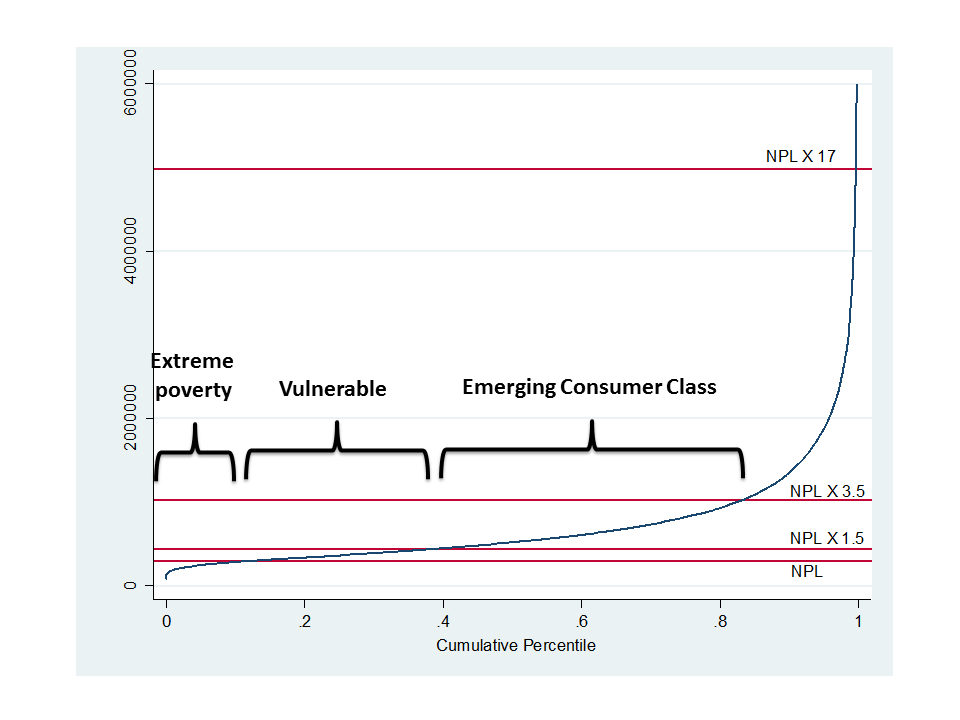 6000000
NPL X 17
4000000
Extreme
poverty
Vulnerable
Emerging Consumer Class
2000000
NPL X 3.5
NPL X 1.5
NPL
0
0 .2 .4 .6 .8 1
Cumulative Percentile